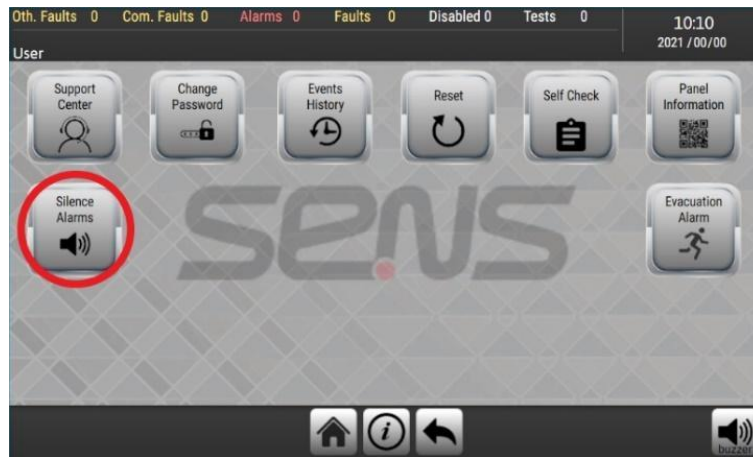 Oth. Faults 0 Com. Faults 0 Alarms 0 Faults 0 Disabled 0 Tests 0
10:10
2021 / 00/00
User
Support
Center
Change
Password
Events
History
Reset
Self Check
Panel
Information
Silence
Alarms
Evacuation
Alarm
SENS
i
buzzer